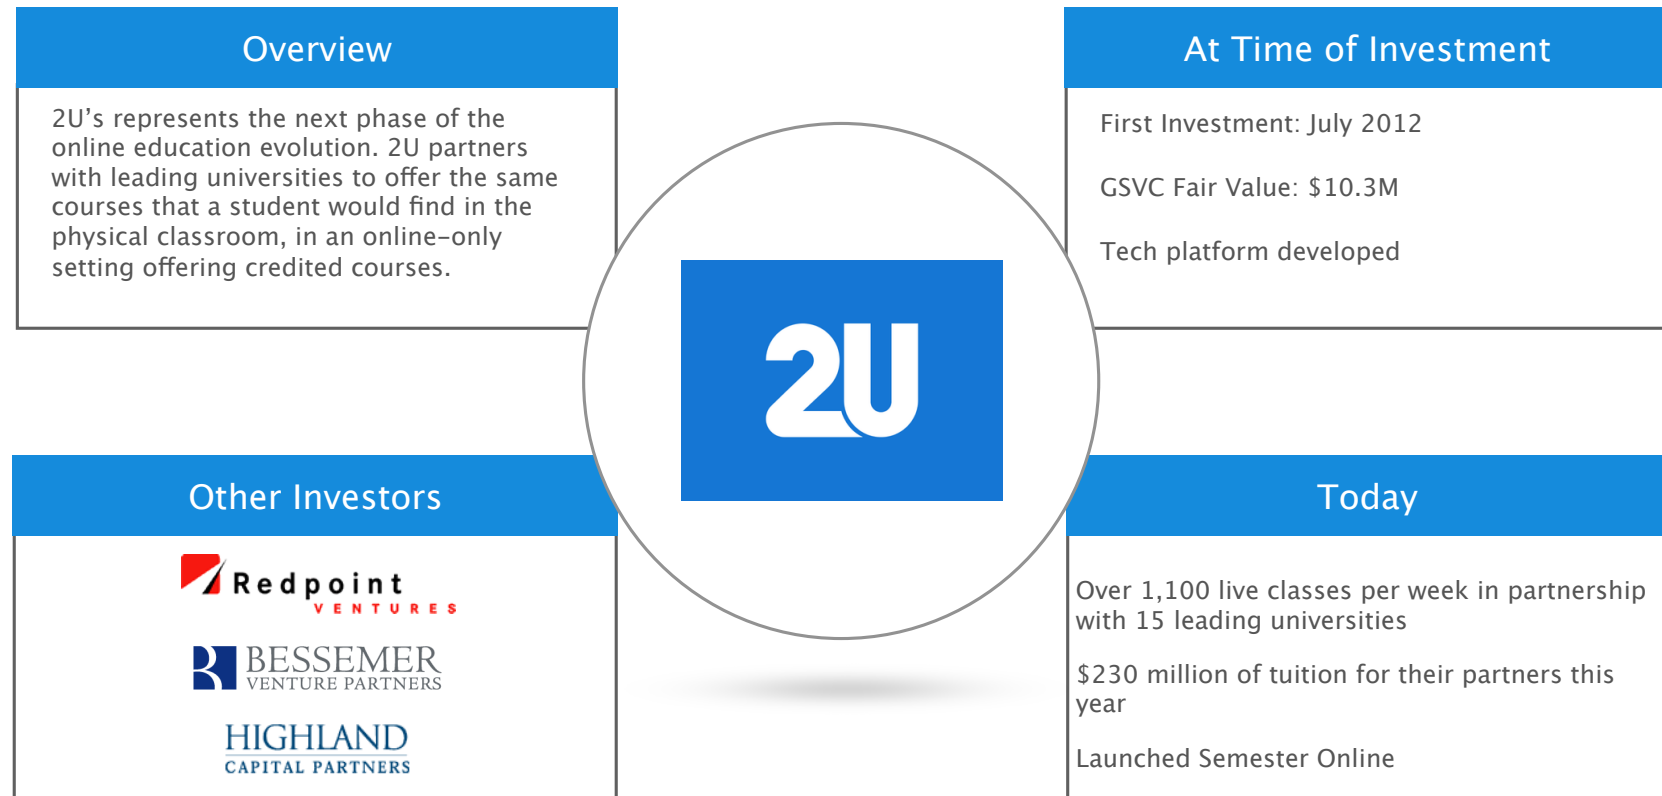 Overview
2U’s represents the next phase of the
online education evolution. 2U partners
with leading universities to offer the same
courses that a student would find in the
physical classroom, in an online-only
setting offering credited courses.
At Time of Investment
First Investment: July 2012
GSVC Fair Value: $10.3M
Tech platform developed
2U
Other Investors
Redpoint
VENTURES
BESSEMER
VENTURE PARTNERS
HIGHLAND
CAPITAL PARTNERS
Today
Over 1,100 live classes per week in partnership
with 15 leading universities
$230 million of tuition for their partners this
year
Launched Semester Online